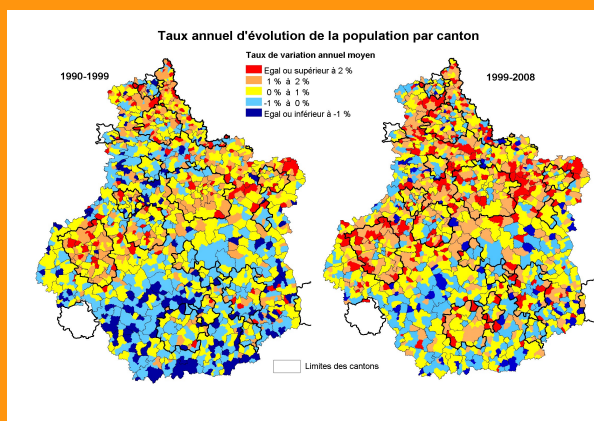 Taux annuel d'évolution de la population par canton
Taux de variation annuel moyen
1990-1999
1999-2008
Egal ou supérieur à 2 %
1 % à 2 %
0 % à 1 %
-1 % à 0 %
Egal ou inférieur à -1 %
Limites des cantons